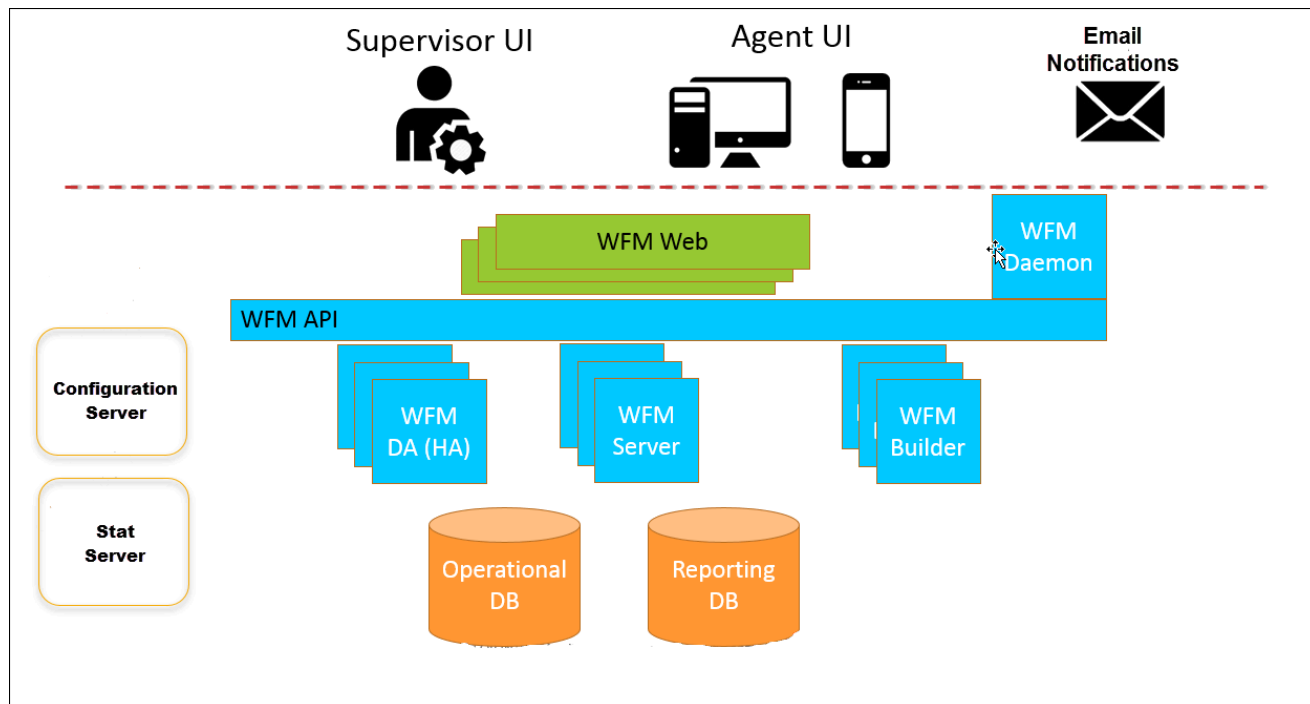 Supervisor UI
Agent UI
Email
Notifications
WFM Web
WFM
Daemon
WFM API
Configuration
Server
WFM
DA (HA)
WFM
Server
WFM
Builder
Stat
Server
Operational
DB
Reporting
DB